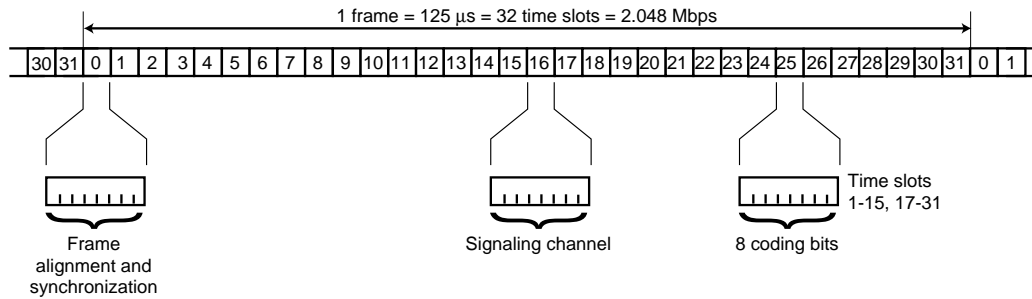 1 frame = 125 μs = 32 time slots = 2.048 Mbps
30 31 0 1 2 3 4 5 6 7 8 9 10 11 12 13 14 15 16 17 18 19 20 21 22 23 24 25 26 27 28 29 30 31 0 1
Time slots
1-15, 17-31
Frame
alignment and
synchronization
Signaling channel
8 coding bits